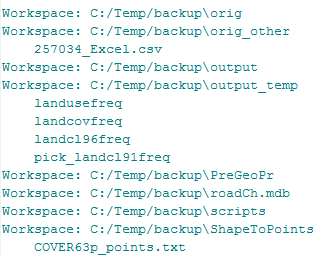 Workspace: C:/Temp/backup\orig
Workspace: C:/Temp/backup\orig_other
257034_Excel.csv
Workspace: C:/Temp/backup\output
Workspace: C:/Temp/backup\output_temp
landusefreq
landcovfreq
landcl96freq
pick_landcl91freq
Workspace: C:/Temp/backup\PreGeoPr
Workspace: C:/Temp/backup\roadCh.mdb
Workspace: C:/Temp/backup\scripts
Workspace: C:/Temp/backup\ShapeToPoints
COVER63p_points.txt